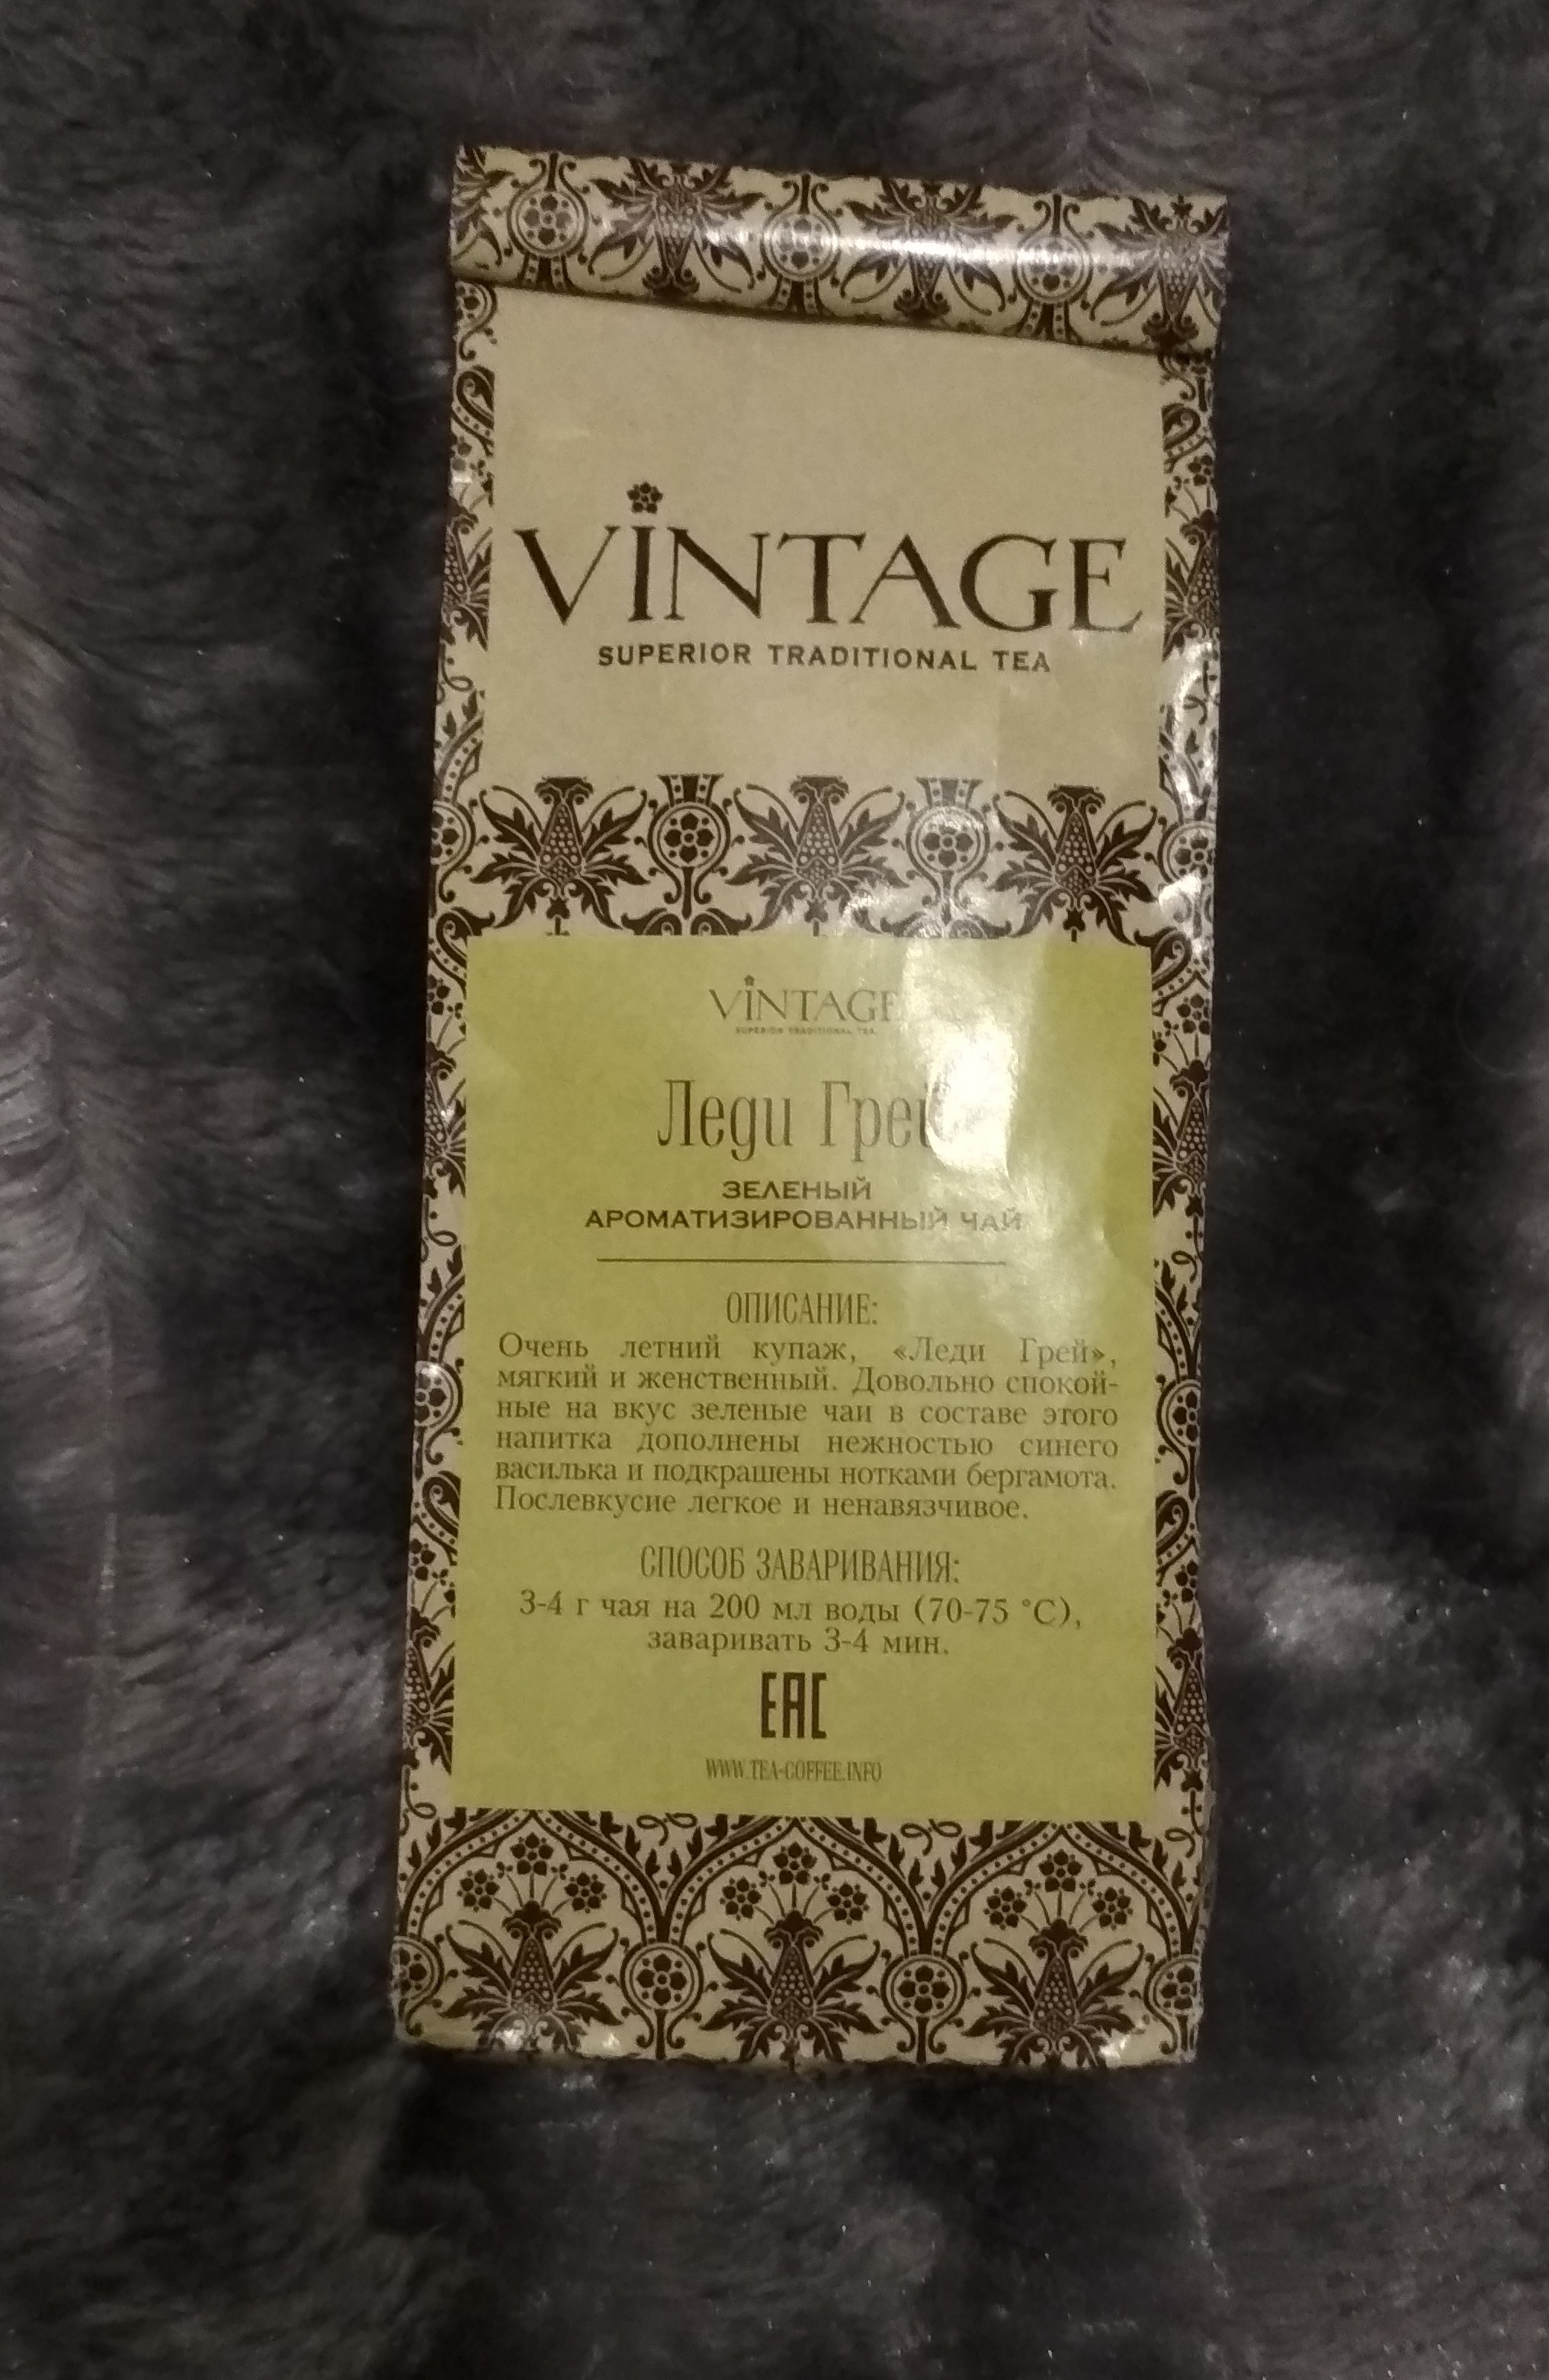 VINTAGE
SUPERIOR TRADITIONAL TEA
VINTAGE
SUPERIOR TRADITIONAL TEA
Леди Грей
ЗЕЛЕНЫЙ
АРОМАТИЗИРОВАННЫЙ ЧАЙ
ОПИСАНИЕ:
Очень летний купаж, «Леди Грей»,
мягкий и женственный. Довольно спокой-
ные на вкус зеленые чаи в составе этого
напитка дополнены нежностью синего
василька и подкрашены нотками бергамота.
Послевкусие легкое и ненавязчивое.
СПОСОБ ЗАВАРИВАНИЯ:
3-4 г чая на 200 мл воды (70-75 °C),
заваривать 3-4 мин.
EAC
WWW.TEA-COFFEE.INFO